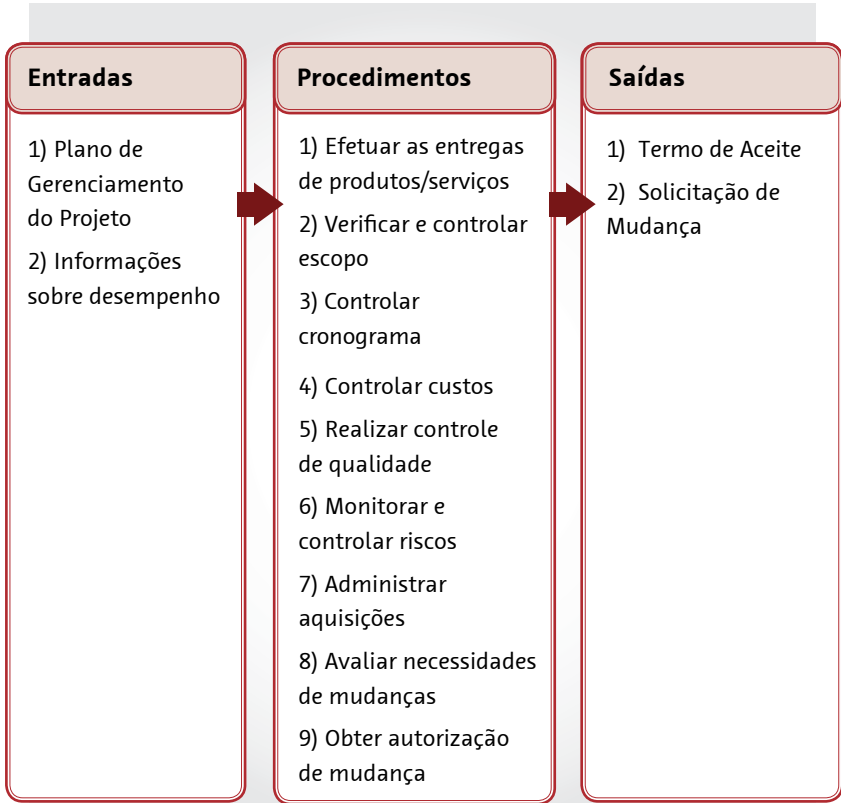 Entradas
1) Plano de
Gerenciamento
do Projeto
2) Informações
sobre desempenho
Procedimentos
1) Efetuar as entregas
de produtos/serviços
2) Verificar e controlar
escopo
3) Controlar
cronograma
4) Controlar custos
5) Realizar controle
de qualidade
6) Monitorar e
controlar riscos
7) Administrar
aquisições
8) Avaliar necessidades
de mudanças
9) Obter autorização
de mudança
Saídas
1) Termo de Aceite
2) Solicitação de
Mudança